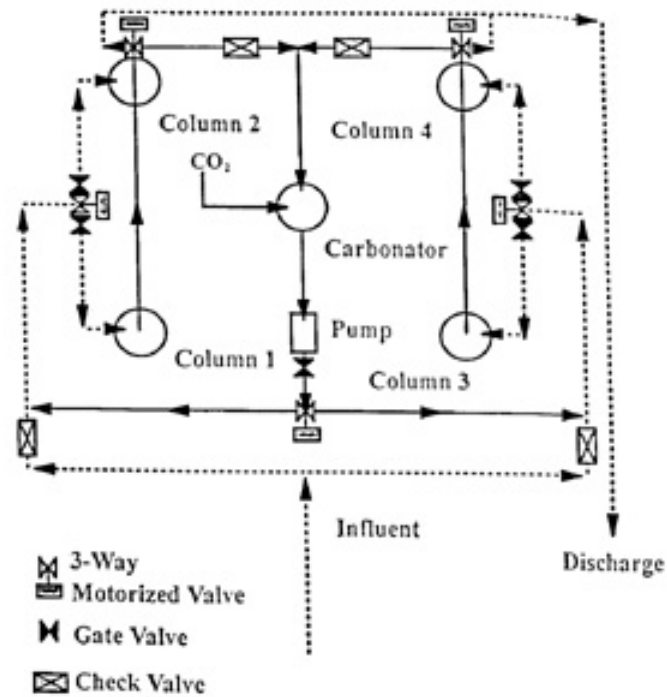 Column 2
Column 4
CO₂
Carbonator
Pump
Column 1
Column 3
Influent
Discharge
3-Way
Motorized Valve
Gate Valve
Check Valve